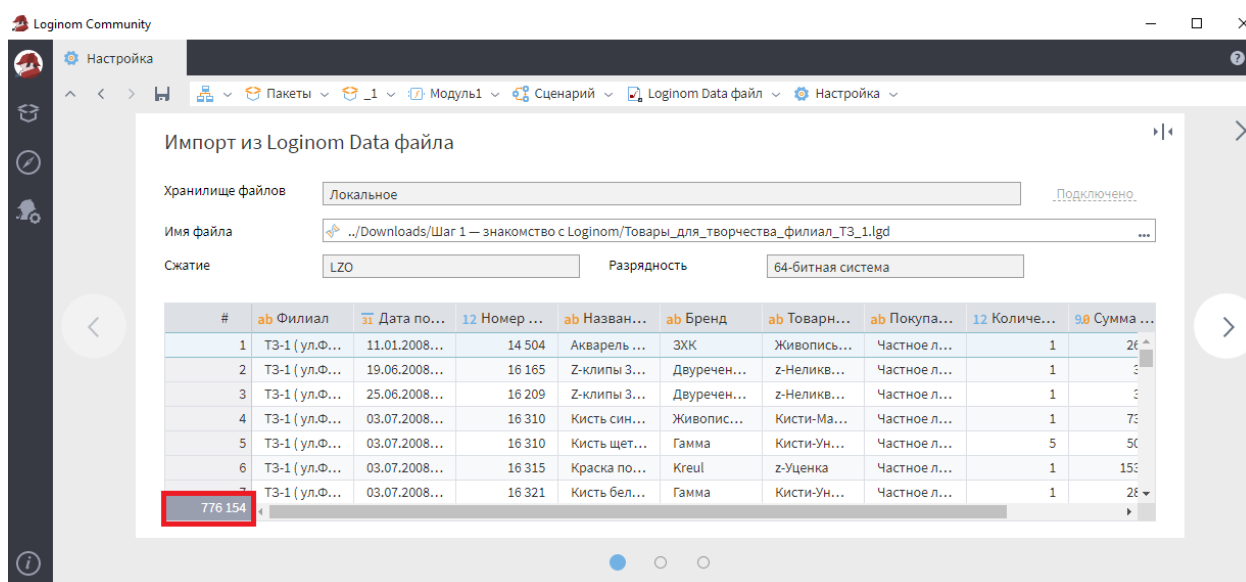 Loginom Community
Настройка
Пакеты _1 Модуль1 Сценарий Loginom Data файл Настройка
Импорт из Loginom Data файла
Хранилище файлов Локальное Подключено
Имя файла ../Downloads/Шаг 1 — знакомство с Loginom/Товары_для_творчества_филиал_ТЗ_1.lgd ...
Сжатие LZO Разрядность 64-битная система
# ab Филиал 31 Дата по... 12 Номер ... ab Назван... ab Бренд ab Товарн... ab Покупа... 12 Количе... 9.0 Сумма ...
1 ТЗ-1 ( ул.Ф... 11.01.2008... 14 504 Акварель ... ЗХК Живопись... Частное л... 1 26
2 ТЗ-1 ( ул.Ф... 19.06.2008... 16 165 Z-клипы 3... Двуречен... z-Неликв... Частное л... 1
3 ТЗ-1 ( ул.Ф... 25.06.2008... 16 209 Z-клипы 3... Двуречен... z-Неликв... Частное л... 1
4 ТЗ-1 ( ул.Ф... 03.07.2008... 16 310 Кисть син... Живопис... Кисти-Ма... Частное л... 1 73
5 ТЗ-1 ( ул.Ф... 03.07.2008... 16 310 Кисть щет... Гамма Кисти-Ун... Частное л... 5 50
6 ТЗ-1 ( ул.Ф... 03.07.2008... 16 315 Краска по... Kreul z-Уценка Частное л... 1 153
7 ТЗ-1 ( ул.Ф... 03.07.2008... 16 321 Кисть бел... Гамма Кисти-Ун... Частное л... 1 28
776 154